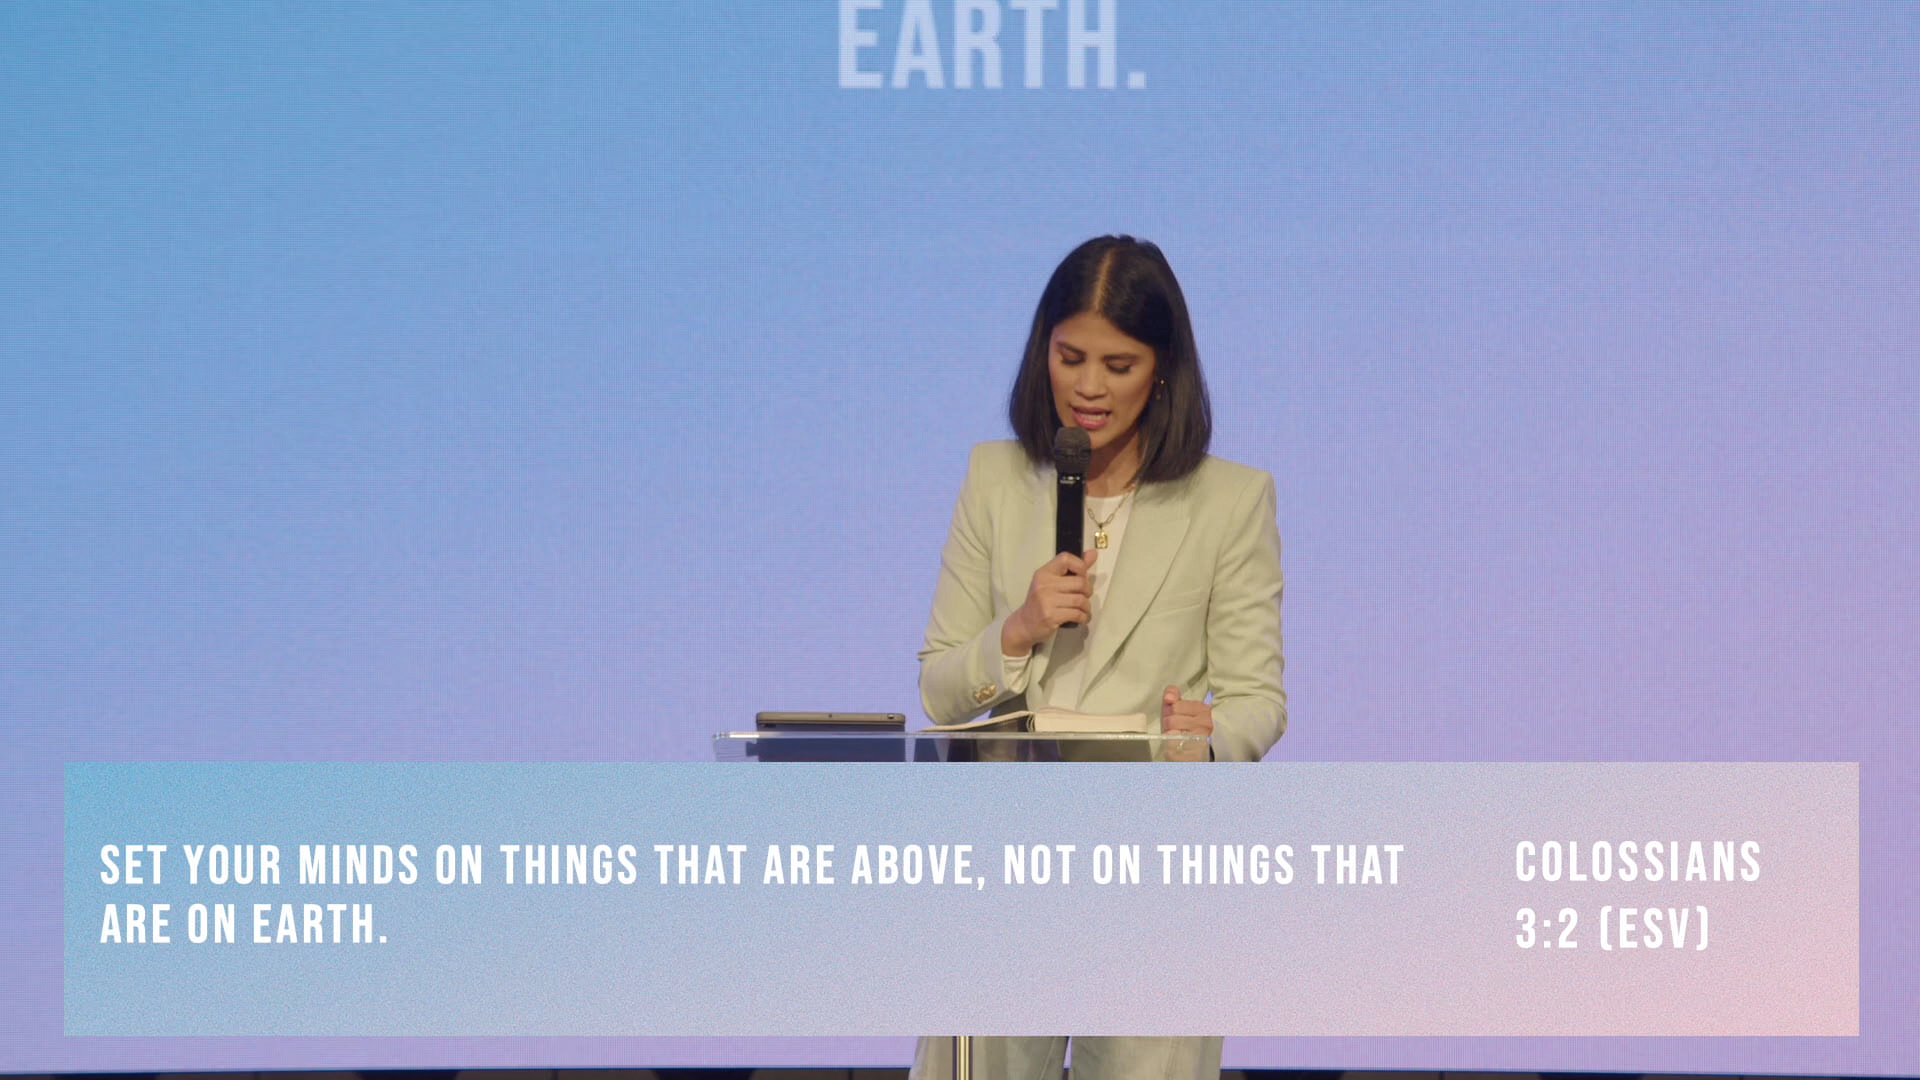 EARTH.
SET YOUR MINDS ON THINGS THAT ARE ABOVE, NOT ON THINGS THAT
ARE ON EARTH.
COLOSSIANS
3:2 (ESV)